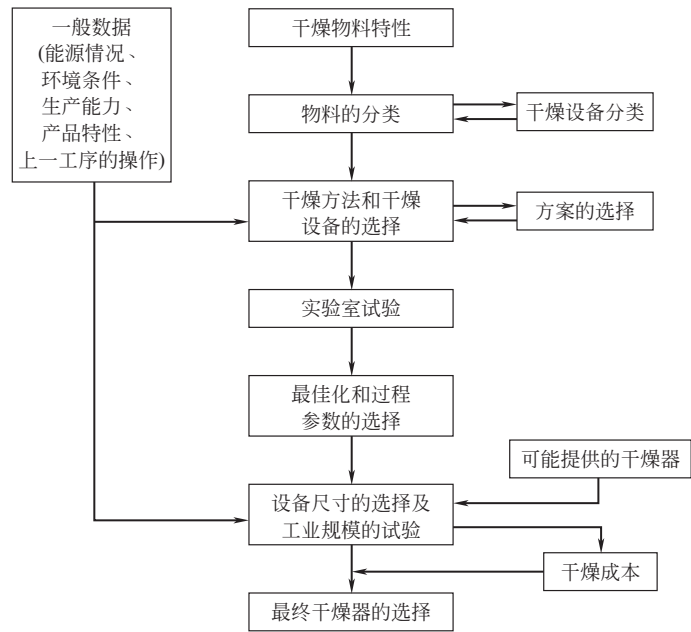 一般数据
(能源情况、
环境条件、
生产能力、
产品特性、
上一工序的操作)
干燥物料特性
物料的分类
干燥设备分类
干燥方法和干燥
设备的选择
方案的选择
实验室试验
最佳化和过程
参数的选择
可能提供的干燥器
设备尺寸的选择及
工业规模的试验
干燥成本
最终干燥器的选择